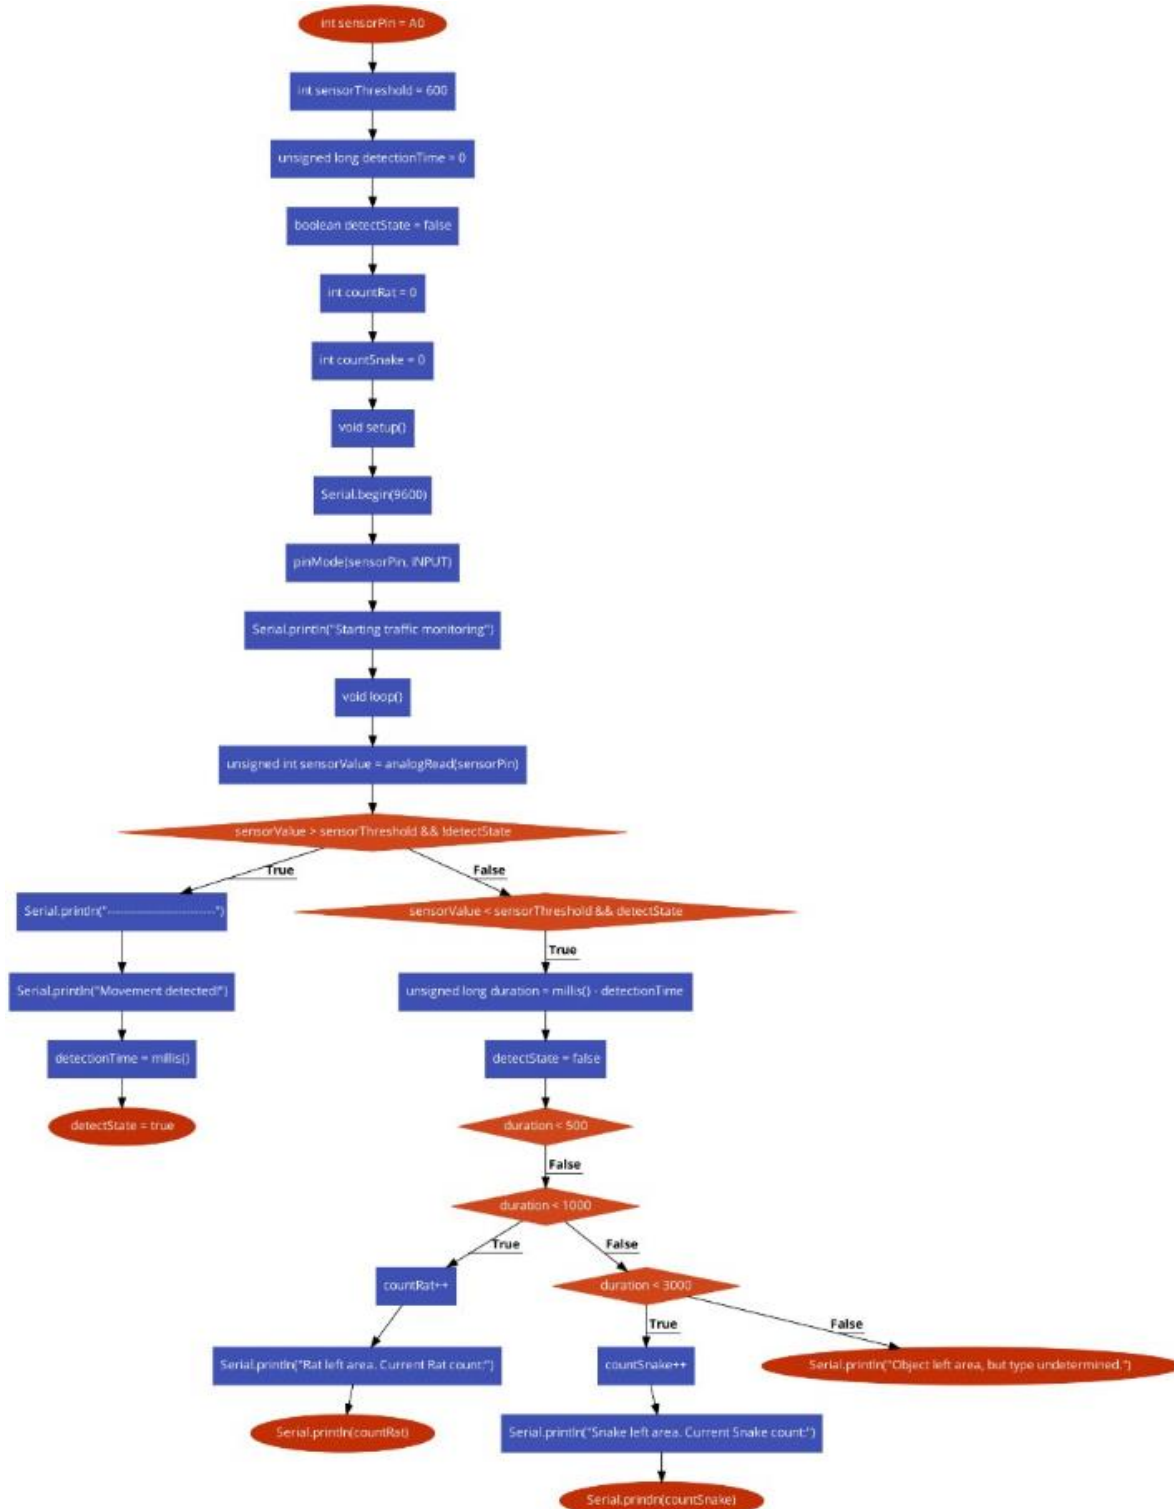 int sensorPin = A0
int sensorThreshold = 600
unsigned long detectionTime = 0
boolean detectState = false
int countRat = 0
int countSnake = 0
void setup()
Serial.begin(9600)
pinMode(sensorPin, INPUT)
Serial.println("Starting traffic monitoring")
void loop()
unsigned int sensorValue = analogRead(sensorPin)
sensorValue > sensorThreshold && !detectState
True
False
Serial.println("----------------------------")
sensorValue < sensorThreshold && detectState
True
Serial.println("Movement detected!")
unsigned long duration = millis() - detectionTime
detectionTime = millis()
detectState = false
detectState = true
duration < 500
False
duration < 1000
True
False
countRat++
duration < 3000
True
False
Serial.println("Rat left area. Current Rat count:")
countSnake++
Serial.println("Object left area, but type undetermined.")
Serial.println(countRat)
Serial.println("Snake left area. Current Snake count:")
Serial.println(countSnake)